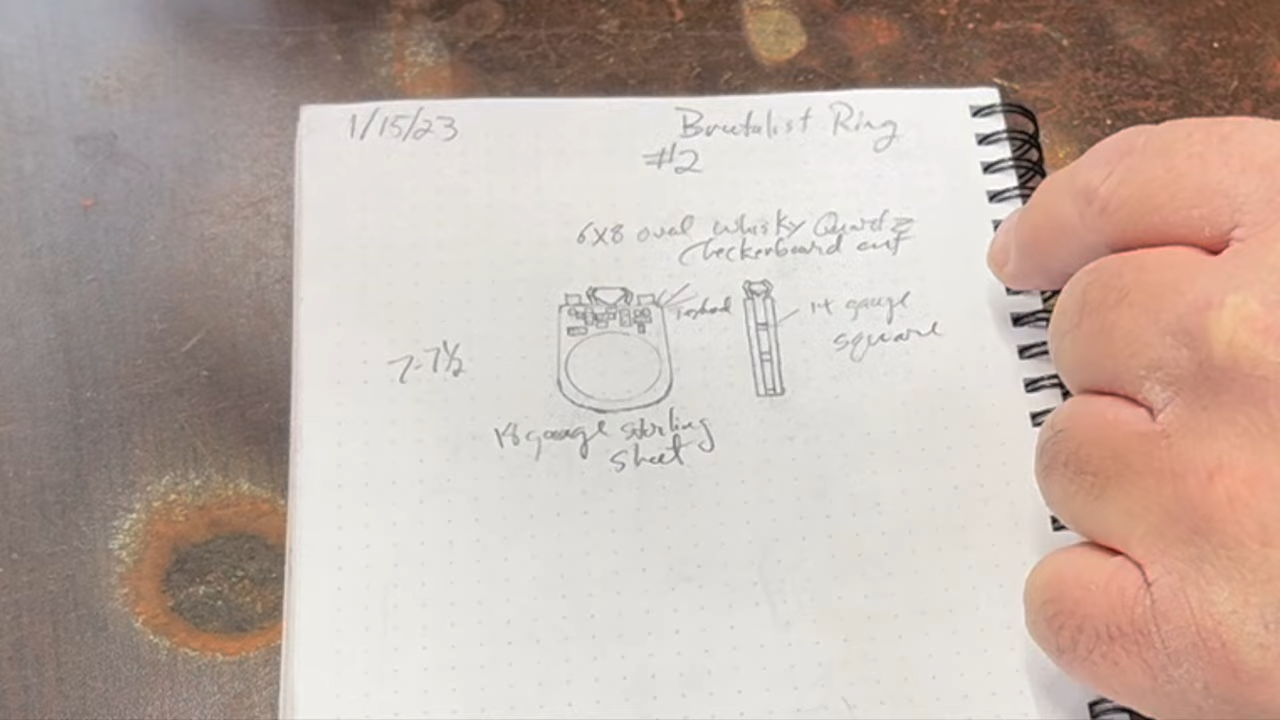 1/15/23
Brutalist Ring
#2
6X8 oval Whisky Quartz
Checkerboard cut
14 gauge
square
7-7½
18 gauge sterling
sheet